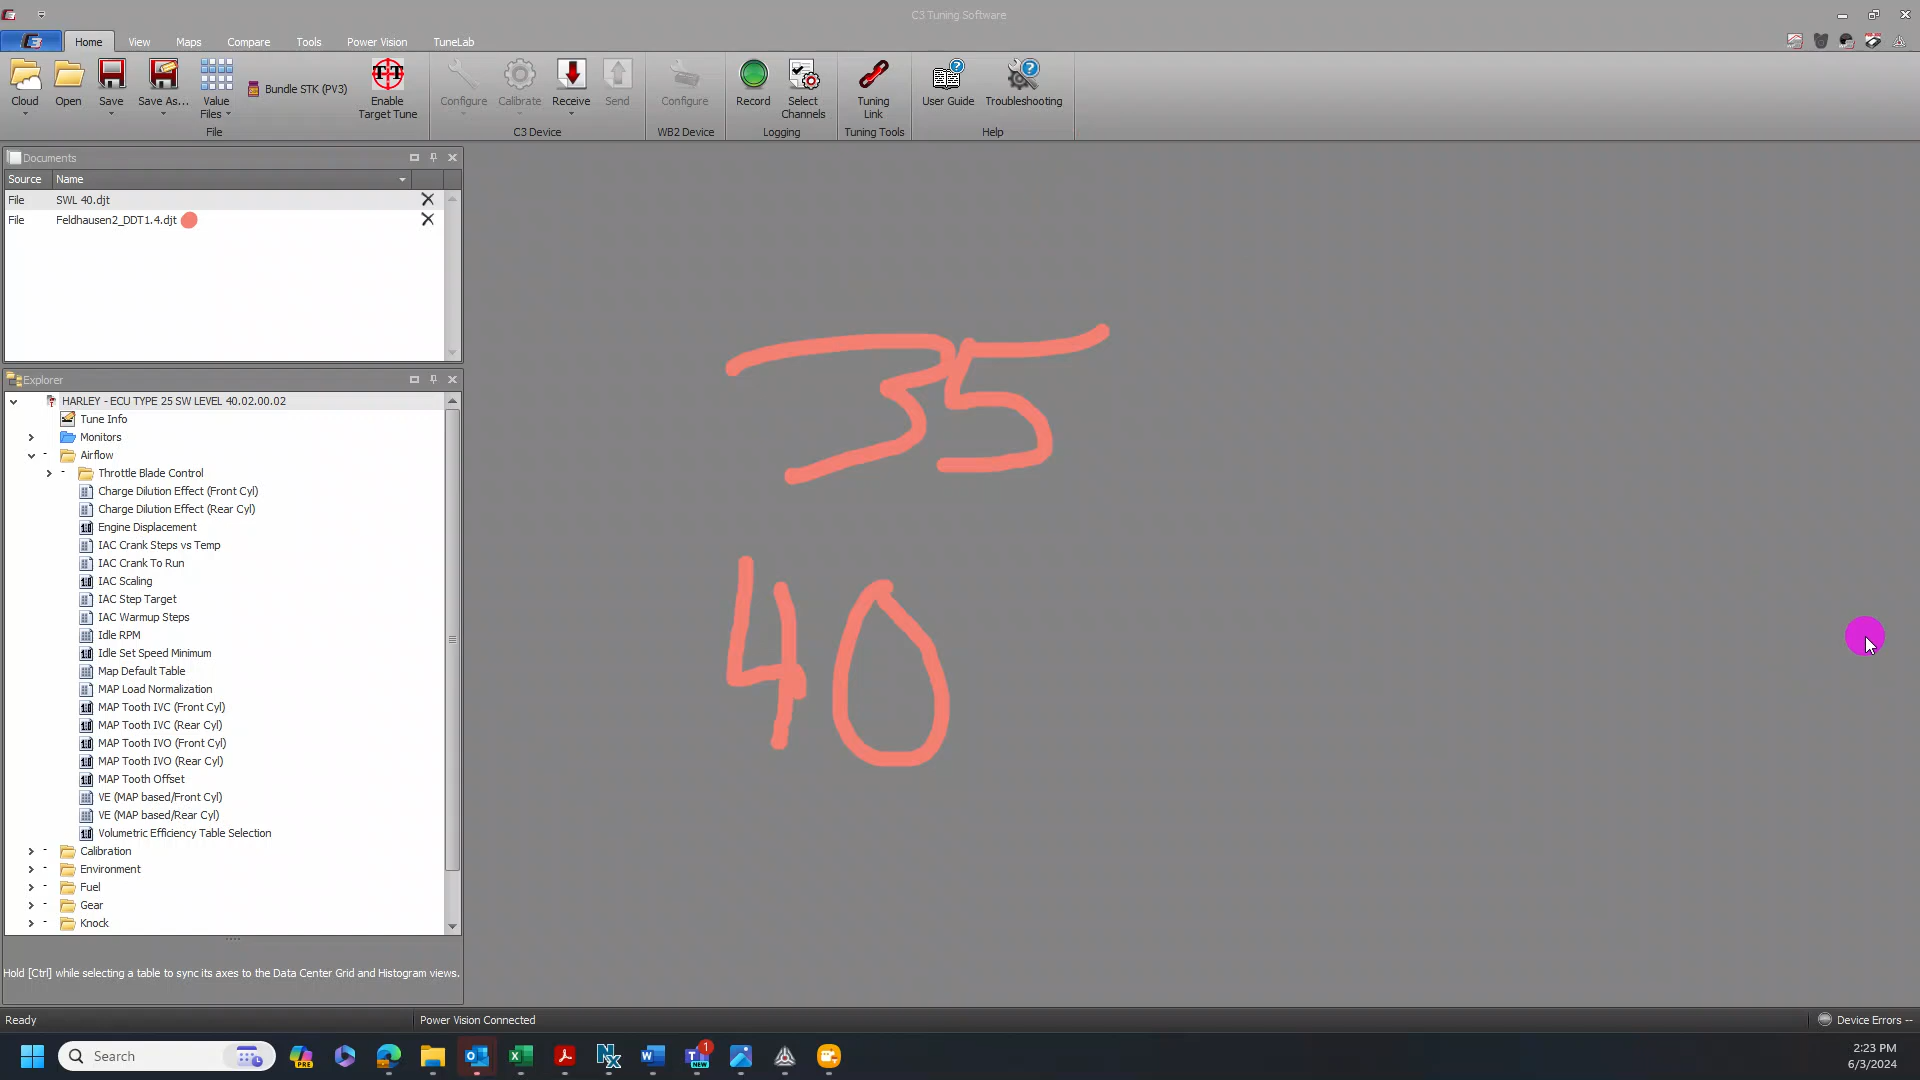 C3 Tuning Software
C3 Home View Maps Compare Tools Power Vision TuneLab
Cloud Open Save Save As... Value Files Bundle STK (PV3) Enable Target Tune Configure Calibrate Receive Send Configure Record Select Channels Tuning Link User Guide Troubleshooting
File C3 Device WB2 Device Logging Tuning Tools Help
Documents
Source Name
File SWL 40.djt
File Feldhausen2_DDT1.4.djt
Explorer
HARLEY - ECU TYPE 25 SW LEVEL 40.02.00.02
Tune Info
Monitors
Airflow
Throttle Blade Control
Charge Dilution Effect (Front Cyl)
Charge Dilution Effect (Rear Cyl)
Engine Displacement
IAC Crank Steps vs Temp
IAC Crank To Run
IAC Scaling
IAC Step Target
IAC Warmup Steps
Idle RPM
Idle Set Speed Minimum
Map Default Table
MAP Load Normalization
MAP Tooth IVC (Front Cyl)
MAP Tooth IVC (Rear Cyl)
MAP Tooth IVO (Front Cyl)
MAP Tooth IVO (Rear Cyl)
MAP Tooth Offset
VE (MAP based/Front Cyl)
VE (MAP based/Rear Cyl)
Volumetric Efficiency Table Selection
Calibration
Environment
Fuel
Gear
Knock
Hold [Ctrl] while selecting a table to sync its axes to the Data Center Grid and Histogram views.
35
40
Ready Power Vision Connected Device Errors --
Search
PRE
1
NEW
2:23 PM
6/3/2024